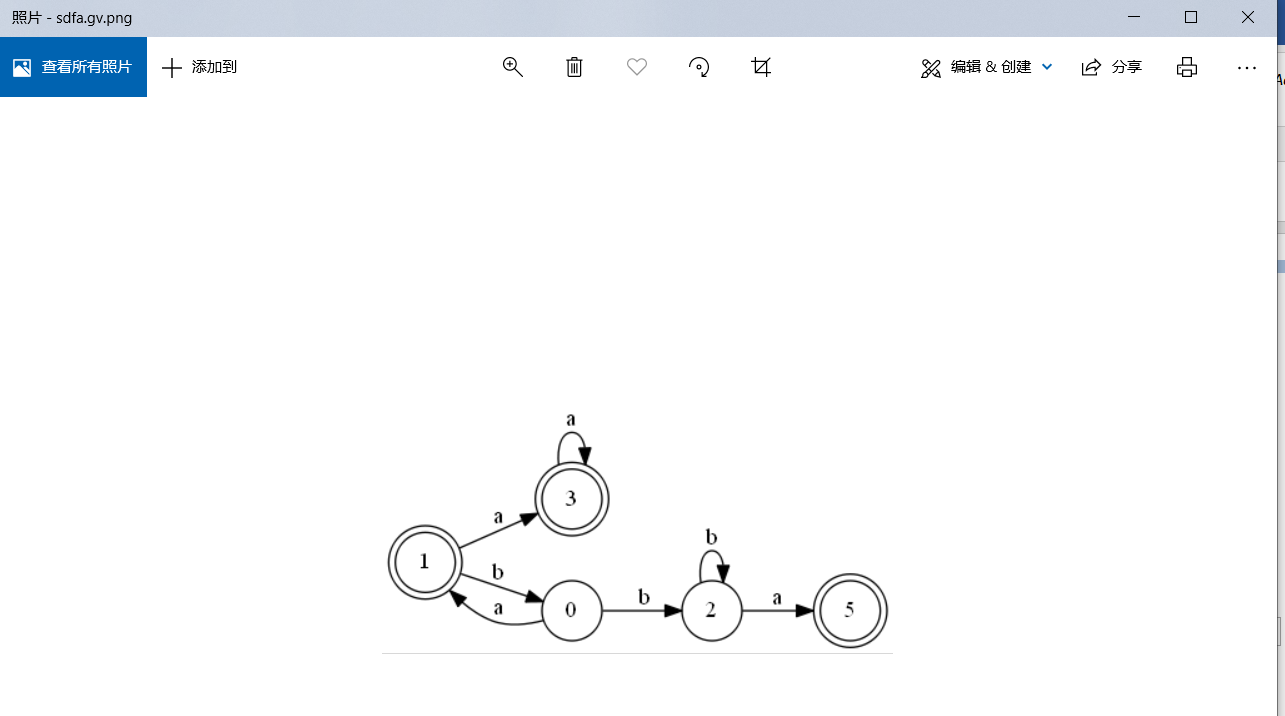 照片 - sdfa.gv.png
查看所有照片
添加到
编辑 & 创建
分享
a
3
a
1
b
b
a
0
b
2
a
5